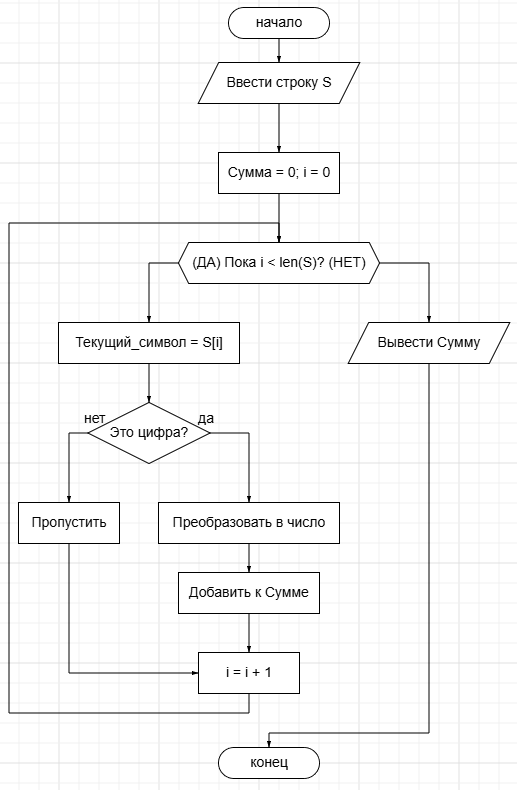 начало
Ввести строку S
Сумма = 0; i = 0
(ДА) Пока i < len(S)? (НЕТ)
Текущий_символ = S[i]
Вывести Сумму
нет
да
Это цифра?
Пропустить
Преобразовать в число
Добавить к Сумме
i = i + 1
конец